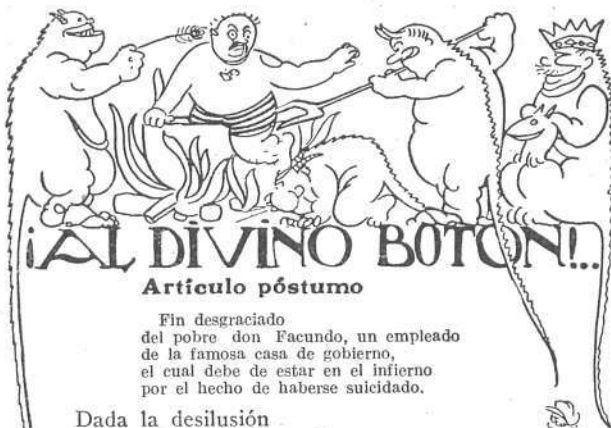 ¡AL DIVINO BOTON!..
Artículo póstumo
Fin desgraciado
del pobre don Facundo, un empleado
de la famosa casa de gobierno,
el cual debe de estar en el infierno
por el hecho de haberse suicidado.
Dada la desilusión